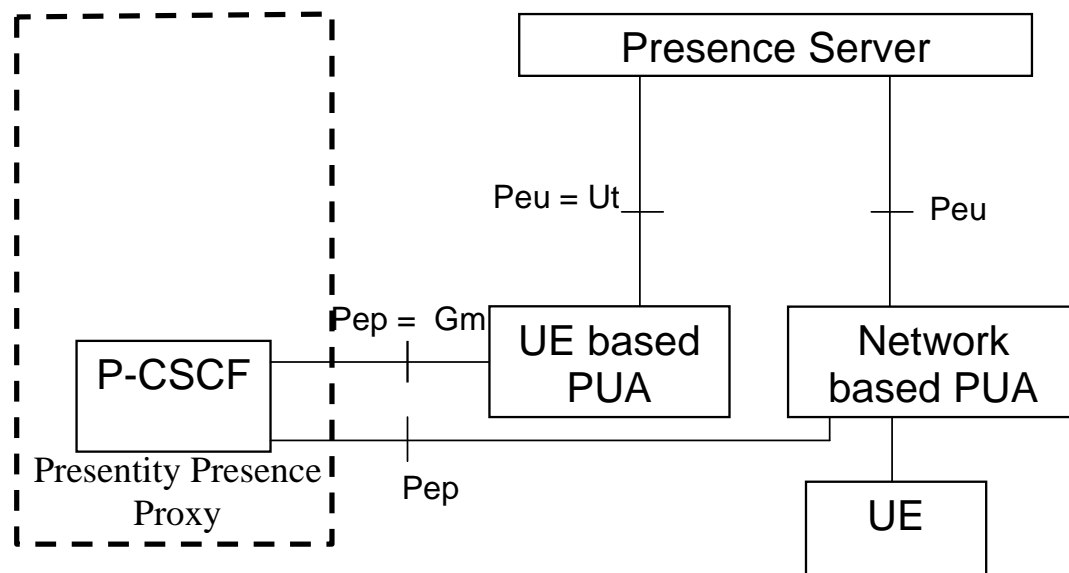 Presence Server
Peu = Ut
Peu
Pep = Gm
P-CSCF
UE based
PUA
Network
based PUA
Presentity Presence
Proxy
Pep
UE